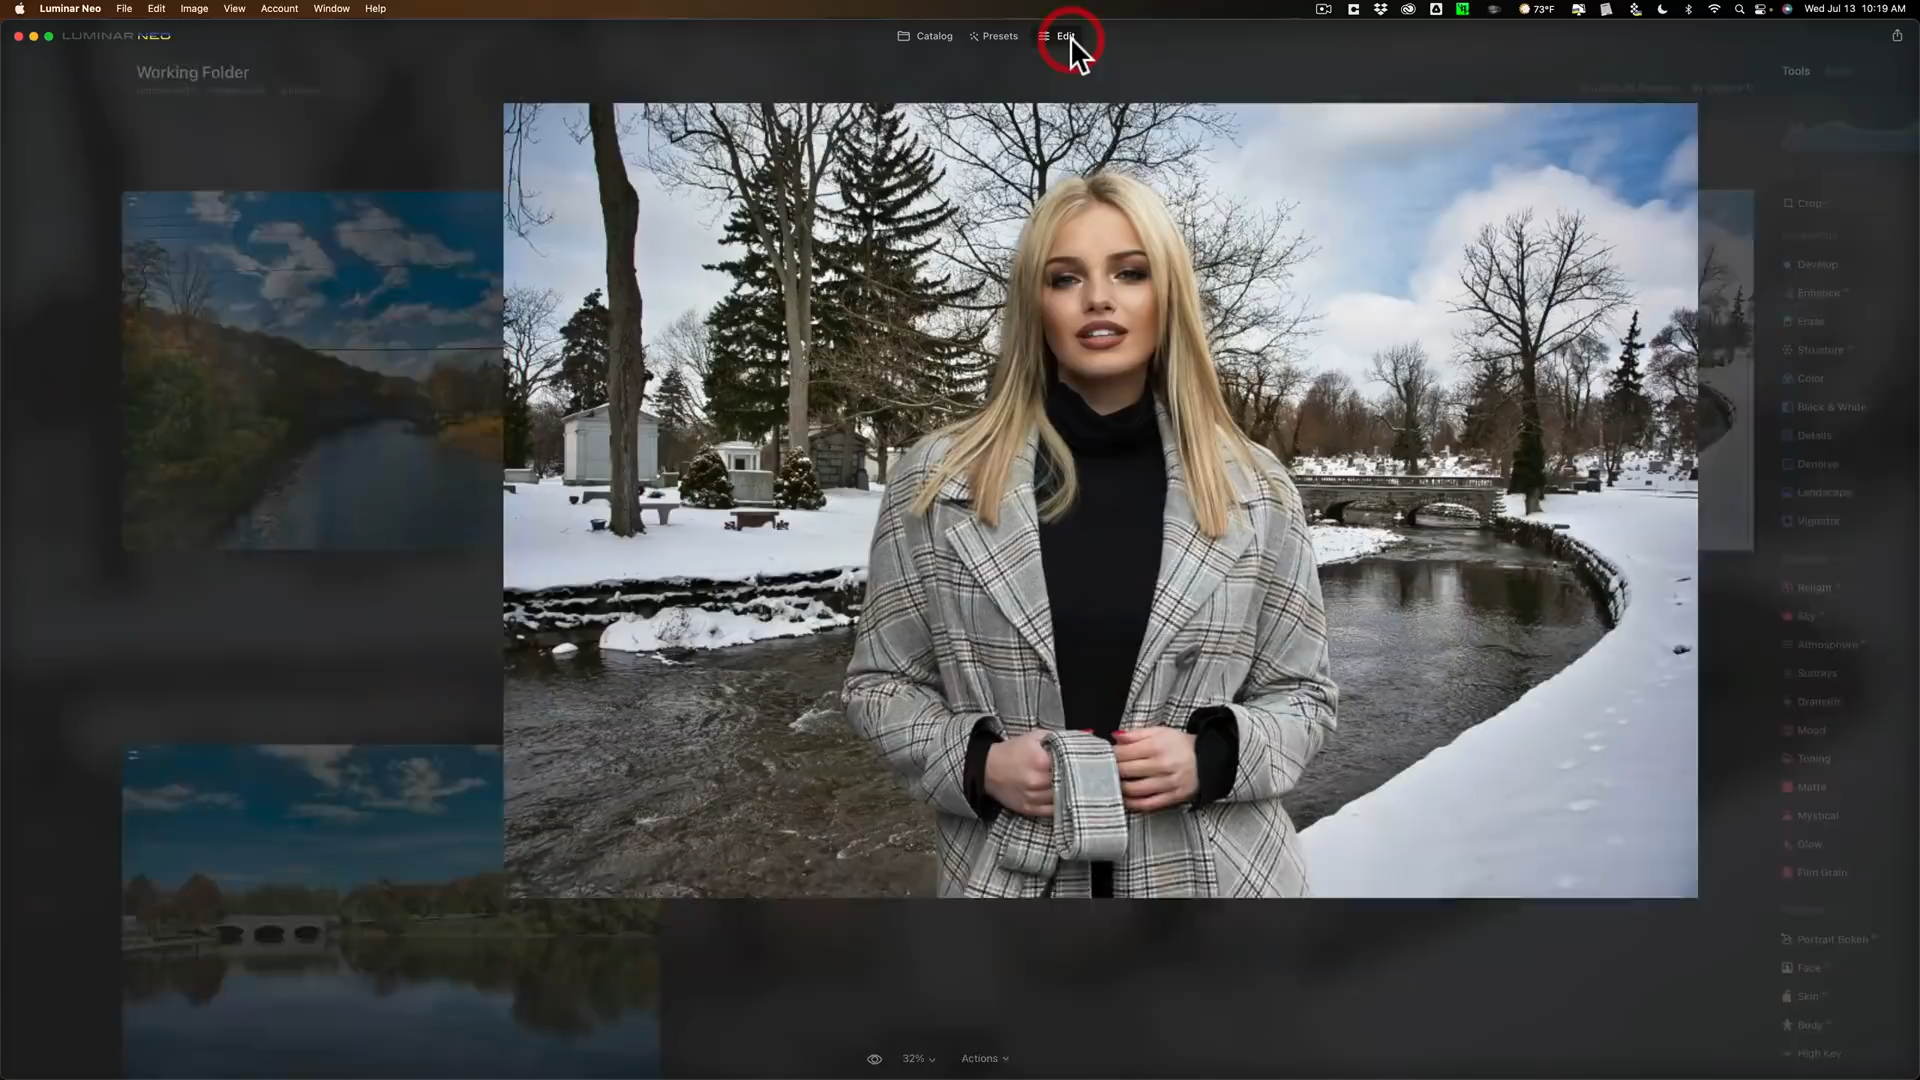 Luminar Neo File Edit Image View Account Window Help
73°F Wed Jul 13 10:19 AM
LUMINAR NEO
Catalog Presets Edit
Working Folder
Tools
Crop
Develop
Enhance
Erase
Structure
Color
Black & White
Details
Denoise
Landscape
Vignette
Relight
Sky
Atmosphere
Sunrays
Dramatic
Mood
Toning
Matte
Mystical
Glow
Film Grain
Portrait Bokeh
Face
Skin
Body
High Key
32% Actions